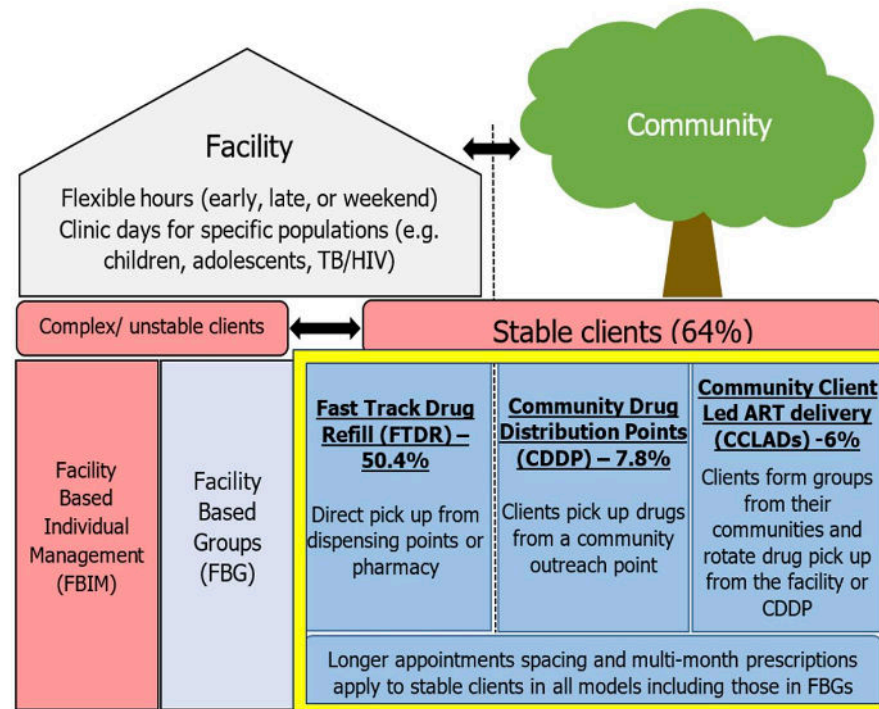 Facility
Flexible hours (early, late, or weekend)
Clinic days for specific populations (e.g.
children, adolescents, TB/HIV)
Community
Complex/ unstable clients
Stable clients (64%)
Facility
Based
Individual
Management
(FBIM)
Facility
Based
Groups
(FBG)
Fast Track Drug
Refill (FTDR) –
50.4%
Direct pick up from
dispensing points or
pharmacy
Community Drug
Distribution Points
(CDDP) – 7.8%
Clients pick up drugs
from a community
outreach point
Community Client
Led ART delivery
(CCLADs) -6%
Clients form groups
from their
communities and
rotate drug pick up
from the facility or
CDDP
Longer appointments spacing and multi-month prescriptions
apply to stable clients in all models including those in FBGs